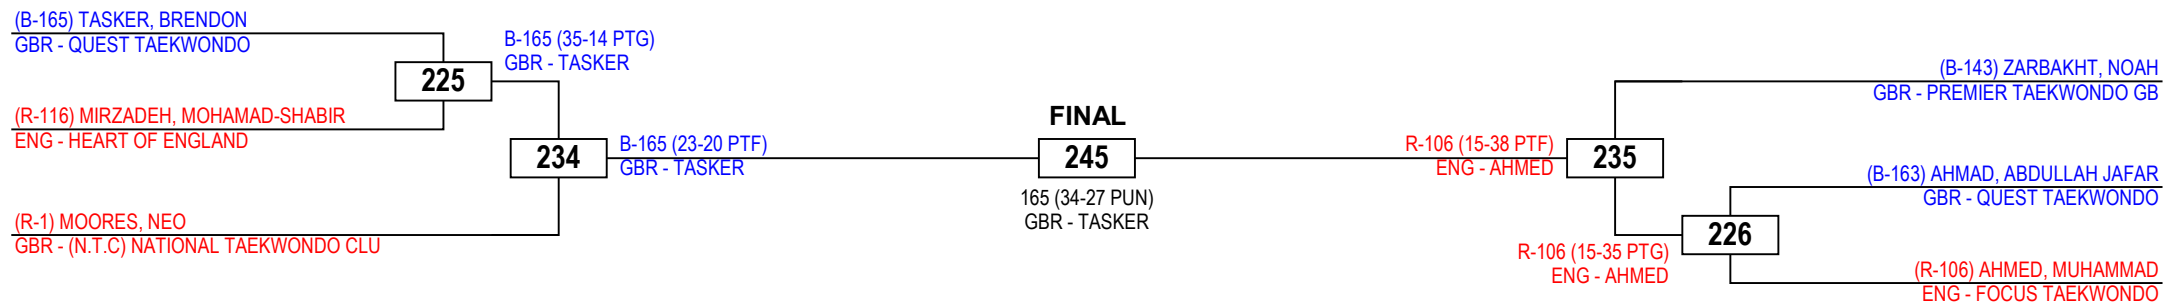 (B-165) TASKER, BRENDON
GBR - QUEST TAEKWONDO
B-165 (35-14 PTG)
GBR - TASKER
225
(R-116) MIRZADEH, MOHAMAD-SHABIR
ENG - HEART OF ENGLAND
234
B-165 (23-20 PTF)
GBR - TASKER
(R-1) MOORES, NEO
GBR - (N.T.C) NATIONAL TAEKWONDO CLU
FINAL
245
165 (34-27 PUN)
GBR - TASKER
(B-143) ZARBAKHT, NOAH
GBR - PREMIER TAEKWONDO GB
R-106 (15-38 PTF)
ENG - AHMED
235
(B-163) AHMAD, ABDULLAH JAFAR
GBR - QUEST TAEKWONDO
226
R-106 (15-35 PTG)
ENG - AHMED
(R-106) AHMED, MUHAMMAD
ENG - FOCUS TAEKWONDO